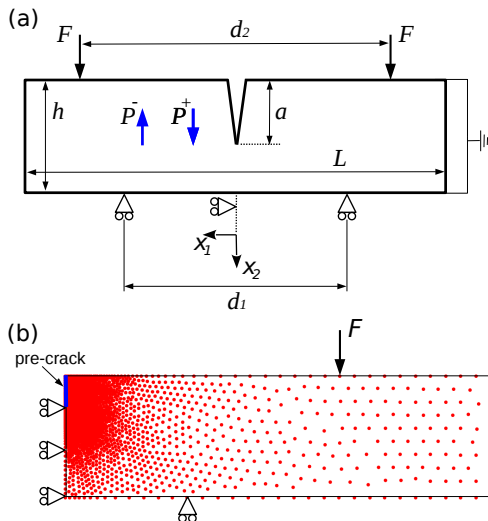 (a)
F d2 F
h P- P+ a
L
x1
x2
d1
(b)
F
pre-crack